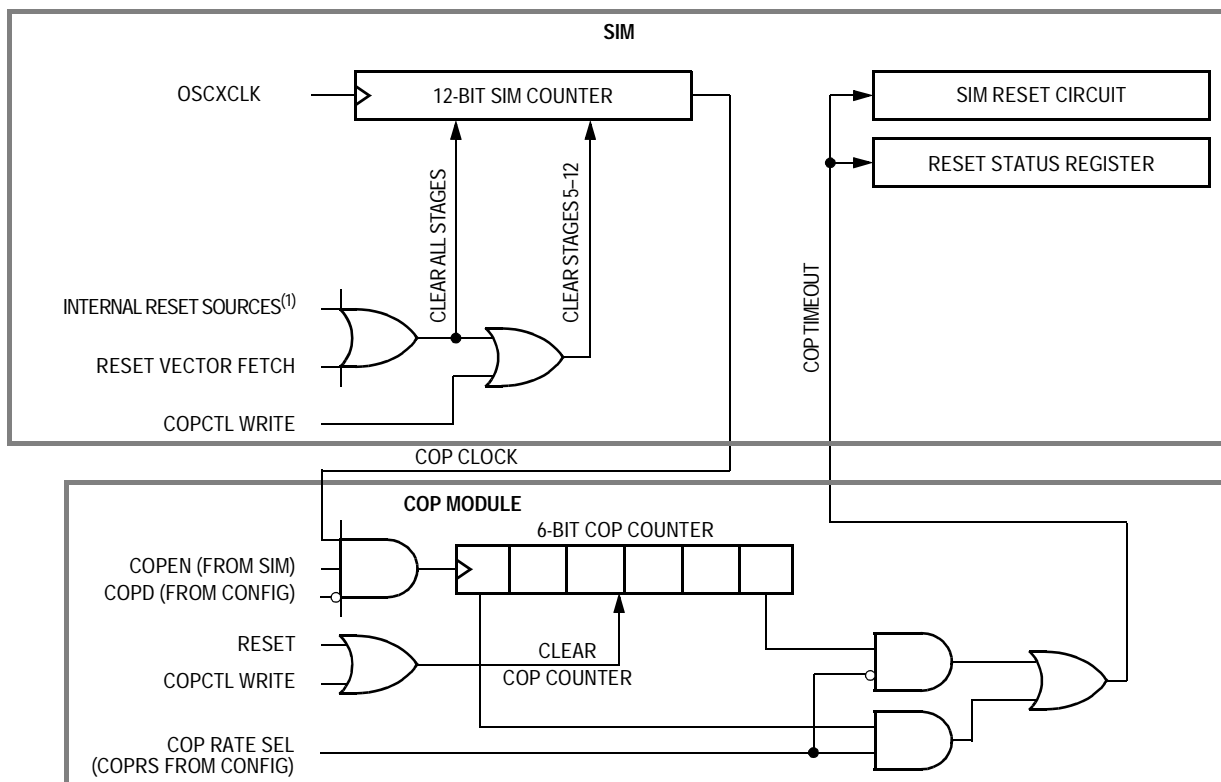 SIM
OSCXCLK
12-BIT SIM COUNTER
SIM RESET CIRCUIT
RESET STATUS REGISTER
CLEAR ALL STAGES
CLEAR STAGES 5–12
COP TIMEOUT
INTERNAL RESET SOURCES(1)
RESET VECTOR FETCH
COPCTL WRITE
COP CLOCK
COP MODULE
6-BIT COP COUNTER
COPEN (FROM SIM)
COPD (FROM CONFIG)
RESET
CLEAR
COPCTL WRITE
COP COUNTER
COP RATE SEL
(COPRS FROM CONFIG)